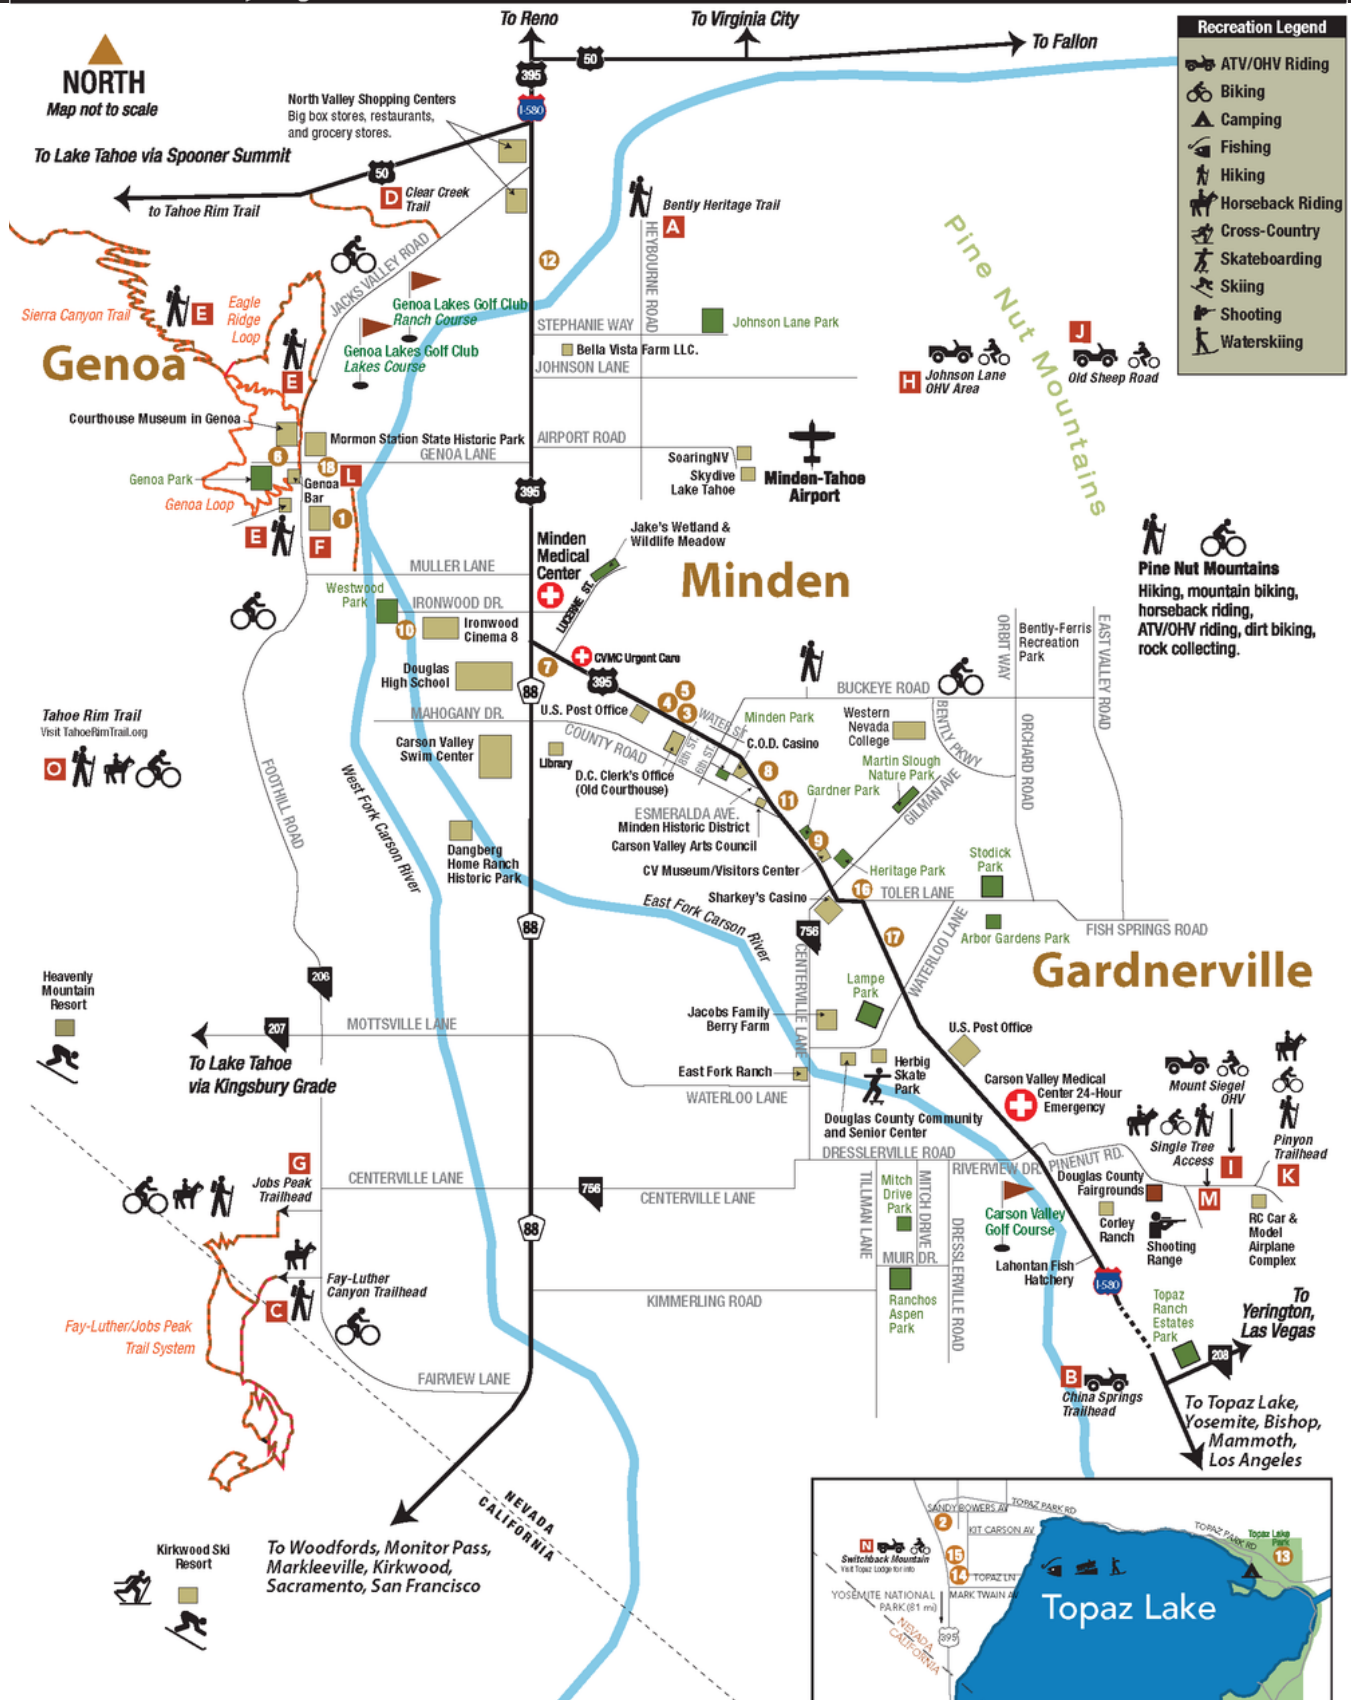 To Reno
To Virginia City
To Fallon
50
395
I-580
Recreation Legend
ATV/OHV Riding
Biking
Camping
Fishing
Hiking
Horseback Riding
Cross-Country
Skateboarding
Skiing
Shooting
Waterskiing
NORTH
Map not to scale
North Valley Shopping Centers
Big box stores, restaurants,
and grocery stores.
To Lake Tahoe via Spooner Summit
50
to Tahoe Rim Trail
D
Clear Creek
Trail
Bently Heritage Trail
A
HEYBOURNE ROAD
12
JACKS VALLEY ROAD
Sierra Canyon Trail
E
Eagle
Ridge
Loop
E
Genoa Lakes Golf Club
Ranch Course
Genoa Lakes Golf Club
Lakes Course
STEPHANIE WAY
Johnson Lane Park
Bella Vista Farm LLC.
JOHNSON LANE
Pine Nut Mountains
J
Old Sheep Road
H
Johnson Lane
OHV Area
Genoa
Courthouse Museum in Genoa
6
Mormon Station State Historic Park
AIRPORT ROAD
GENOA LANE
18
L
Genoa Park
Genoa
Bar
Genoa Loop
1
E
F
SoaringNV
Skydive
Lake Tahoe
Minden-Tahoe
Airport
395
Minden
Medical
Center
Jake's Wetland &
Wildlife Meadow
LUCERNE ST.
Minden
Pine Nut Mountains
Hiking, mountain biking,
horseback riding,
ATV/OHV riding, dirt biking,
rock collecting.
MULLER LANE
Westwood
Park
IRONWOOD DR.
10
Ironwood
Cinema 8
Douglas
High School
7
CVMC Urgent Care
395
88
ORBIT WAY
Bently-Ferris
Recreation
Park
EAST VALLEY ROAD
BUCKEYE ROAD
U.S. Post Office
4
5
3
WATER ST.
Minden Park
Western
Nevada
College
BENTLY PKWY
ORCHARD ROAD
MAHOGANY DR.
COUNTY ROAD
8th ST.
6th ST.
C.O.D. Casino
Tahoe Rim Trail
Visit TahoeRimTrail.org
O
Carson Valley
Swim Center
Library
D.C. Clerk's Office
(Old Courthouse)
8
Martin Slough
Nature Park
GILMAN AVE
FOOTHILL ROAD
West Fork Carson River
ESMERALDA AVE.
Minden Historic District
Carson Valley Arts Council
11
Gardner Park
9
CV Museum/Visitors Center
Heritage Park
Stodick
Park
Dangberg
Home Ranch
Historic Park
Sharkey's Casino
16
TOLER LANE
East Fork Carson River
88
756
17
WATERLOO LANE
Arbor Gardens Park
FISH SPRINGS ROAD
Gardnerville
Heavenly
Mountain
Resort
206
CENTERVILLE LANE
Lampe
Park
207
MOTTSVILLE LANE
To Lake Tahoe
via Kingsbury Grade
Jacobs Family
Berry Farm
U.S. Post Office
East Fork Ranch
WATERLOO LANE
Herbig
Skate
Park
Carson Valley Medical
Center 24-Hour
Emergency
Mount Siegel
OHV
Douglas County Community
and Senior Center
Single Tree
Access
I
Pinyon
Trailhead
K
DRESSLERVILLE ROAD
RIVERVIEW DR.
PINENUT RD.
G
Jobs Peak
Trailhead
CENTERVILLE LANE
756
CENTERVILLE LANE
TILLMAN LANE
Mitch
Drive
Park
MITCH DRIVE
DRESSLERVILLE ROAD
Douglas County
Fairgrounds
M
Carson Valley
Golf Course
Corley
Ranch
Shooting
Range
RC Car &
Model
Airplane
Complex
88
MUIR DR.
Lahontan Fish
Hatchery
I-580
Fay-Luther
Canyon Trailhead
C
KIMMERLING ROAD
Ranchos
Aspen
Park
Topaz
Ranch
Estates
Park
To
Yerington,
Las Vegas
208
Fay-Luther/Jobs Peak
Trail System
FAIRVIEW LANE
B
China Springs
Trailhead
To Topaz Lake,
Yosemite, Bishop,
Mammoth,
Los Angeles
NEVADA
CALIFORNIA
To Woodfords, Monitor Pass,
Markleeville, Kirkwood,
Sacramento, San Francisco
Kirkwood Ski
Resort
SANDY BOWERS AV
TOPAZ PARK RD
2
KIT CARSON AV
TOPAZ PARK RD
Topaz Lake
Park
13
N
Switchback Mountain
Visit Topaz Lodge for info
15
14
TOPAZ LN
MARK TWAIN AV
YOSEMITE NATIONAL
PARK (81 mi)
395
NEVADA
CALIFORNIA
Topaz Lake